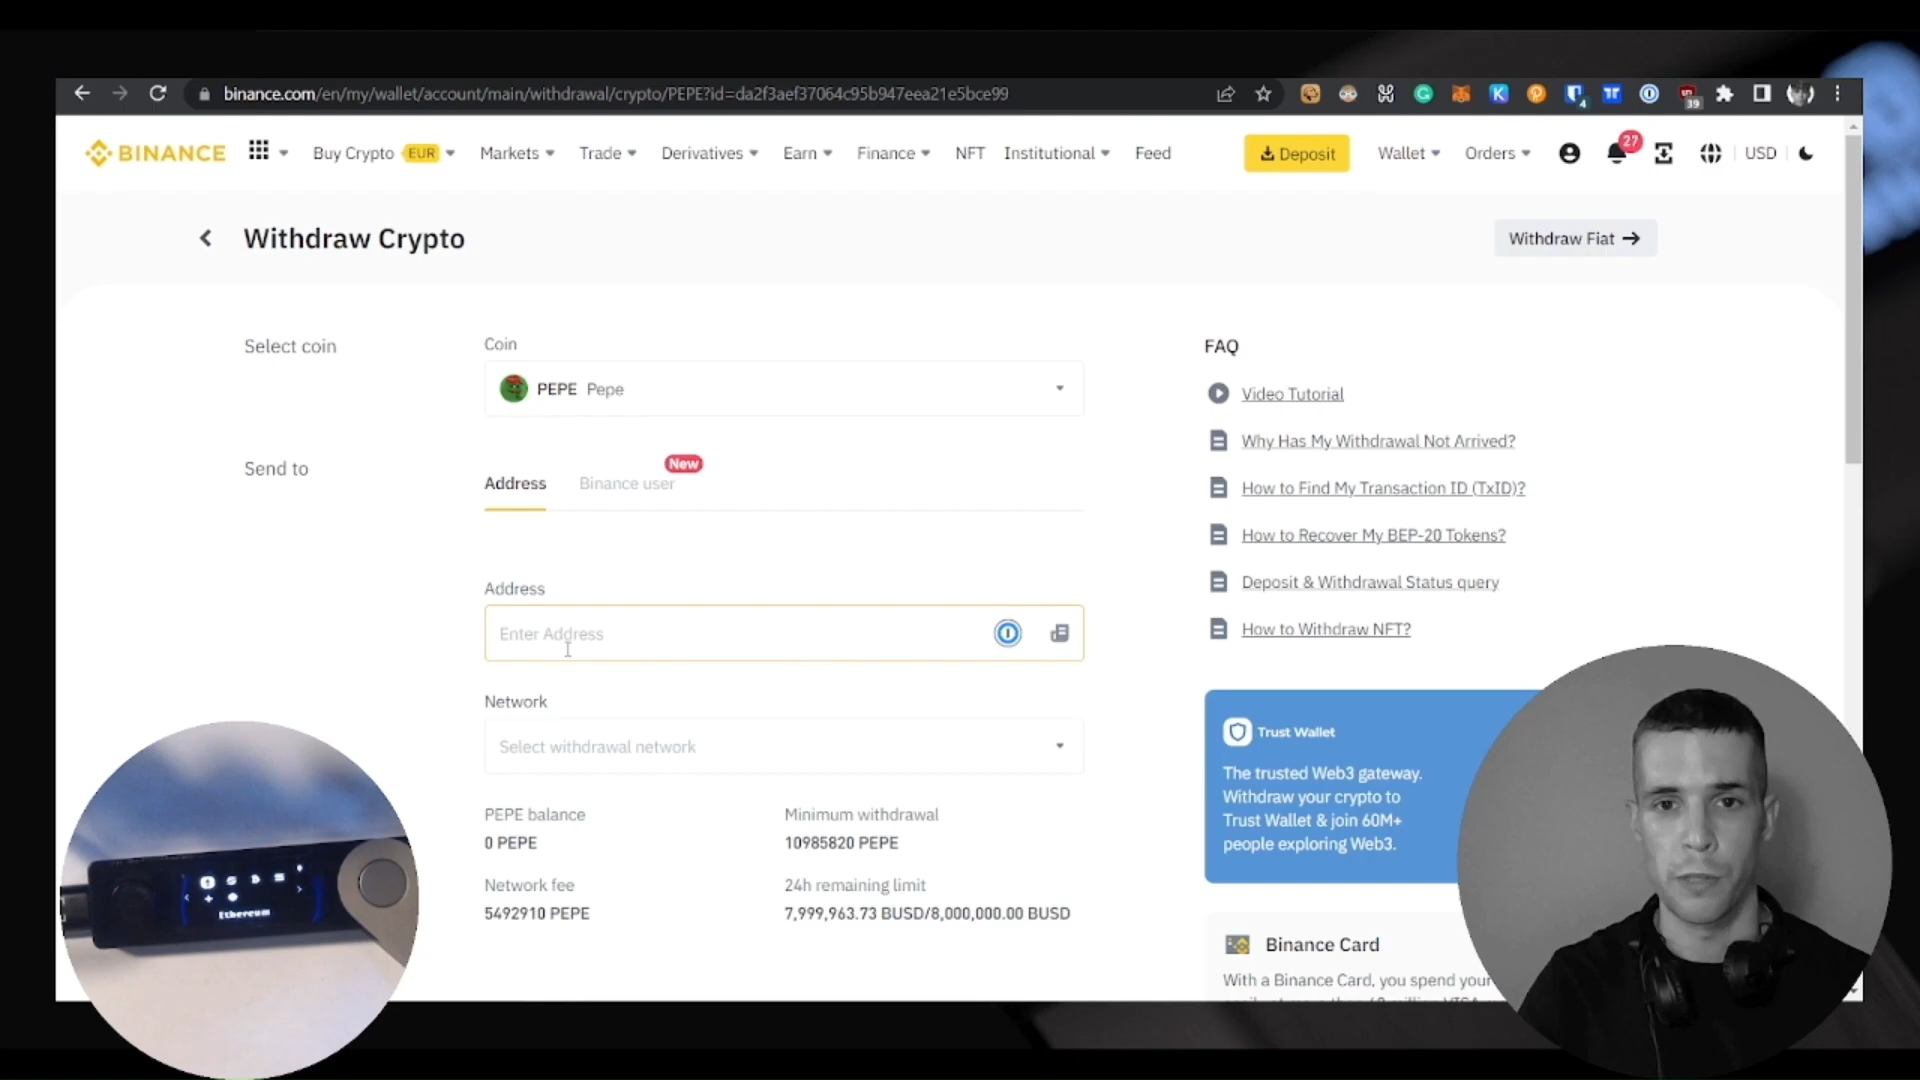 binance.com/en/my/wallet/account/main/withdrawal/crypto/PEPE?id=da2f3aef37064c95b947eea21e5bce99
4
39
BINANCE
Buy Crypto EUR Markets Trade Derivatives Earn Finance NFT Institutional Feed
Deposit
Wallet Orders 27 USD
Withdraw Crypto
Withdraw Fiat
Select coin
Coin
PEPE Pepe
Send to
Address Binance user New
Address
Enter Address
Network
Select withdrawal network
PEPE balance
0 PEPE
Minimum withdrawal
10985820 PEPE
Network fee
5492910 PEPE
24h remaining limit
7,999,963.73 BUSD/8,000,000.00 BUSD
FAQ
Video Tutorial
Why Has My Withdrawal Not Arrived?
How to Find My Transaction ID (TxID)?
How to Recover My BEP-20 Tokens?
Deposit & Withdrawal Status query
How to Withdraw NFT?
Trust Wallet
The trusted Web3 gateway.
Withdraw your crypto to
Trust Wallet & join 60M+
people exploring Web3.
Binance Card
With a Binance Card, you spend your
Ethereum